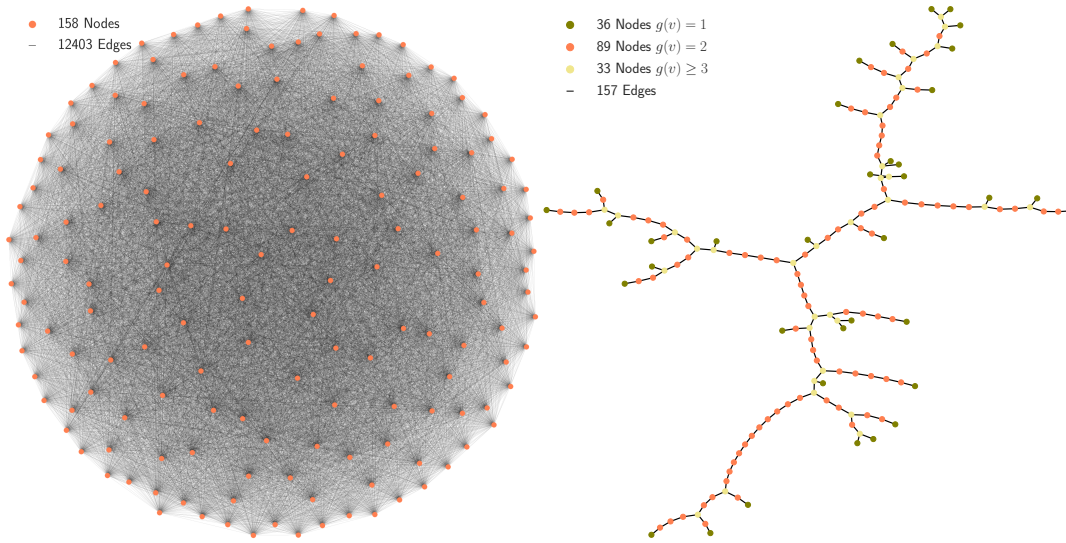 158 Nodes
12403 Edges
36 Nodes g(v) = 1
89 Nodes g(v) = 2
33 Nodes g(v) ≥ 3
157 Edges